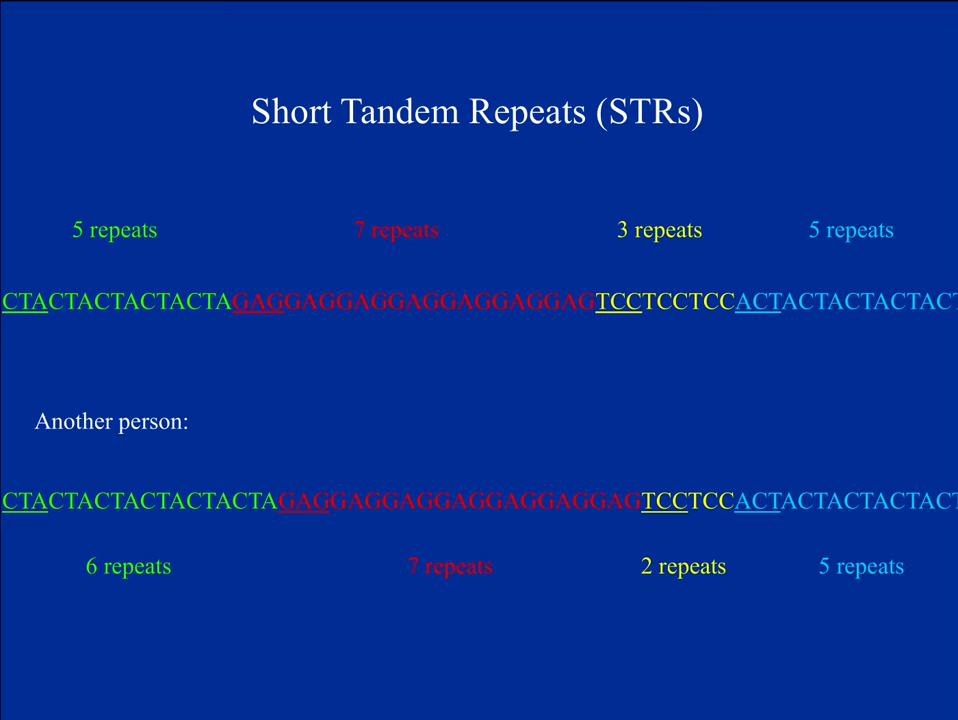 Short Tandem Repeats (STRs)
5 repeats 7 repeats 3 repeats 5 repeats
CTACTACTACTACTAGAGGAGGAGGAGGAGGAGGAGTCCTCCTCCACTACTACTACTACT
Another person:
CTACTACTACTACTACTAGAGGAGGAGGAGGAGGAGGAGTCCTCCACTACTACTACTACT
6 repeats 7 repeats 2 repeats 5 repeats